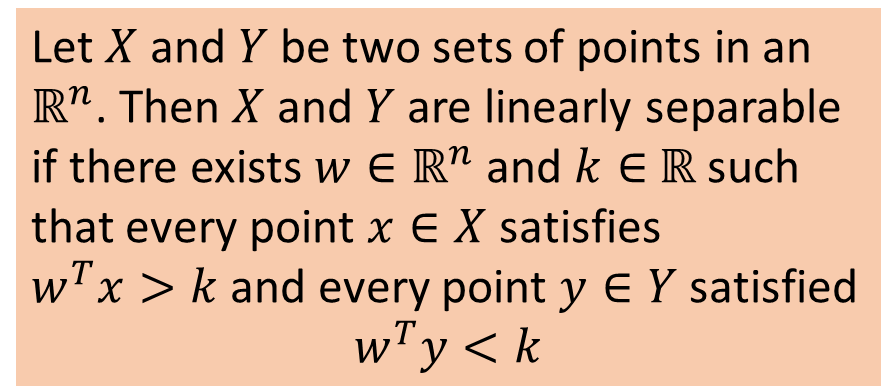 Let X and Y be two sets of points in an
ℝⁿ. Then X and Y are linearly separable
if there exists w ∈ ℝⁿ and k ∈ ℝ such
that every point x ∈ X satisfies
wᵀx > k and every point y ∈ Y satisfied
wᵀy < k